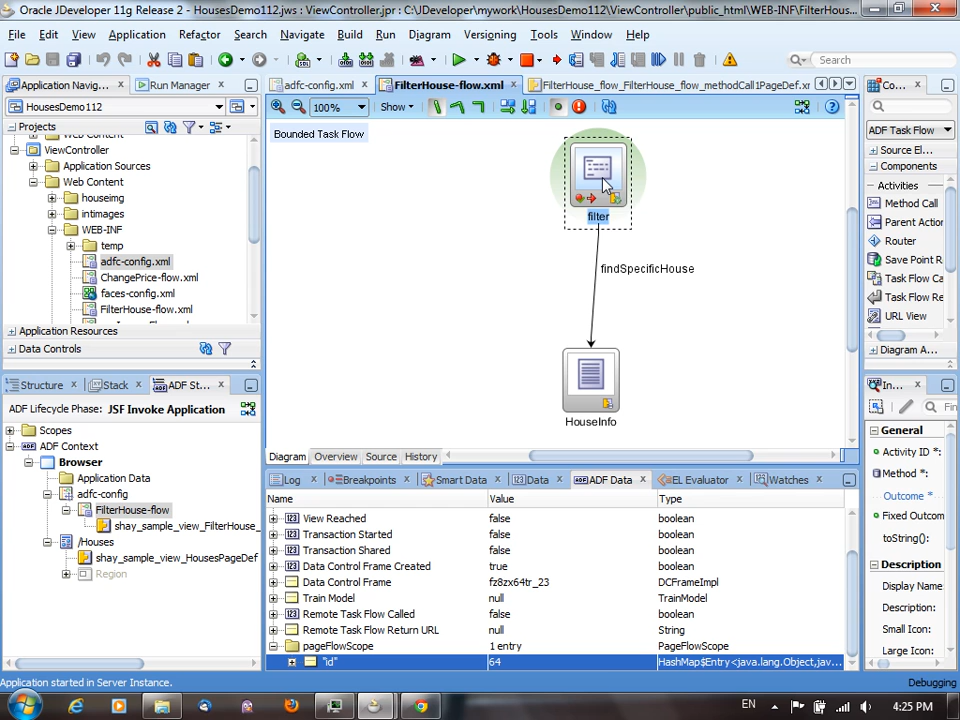 Oracle JDeveloper 11g Release 2 - HousesDemo112.jws : ViewController.jpr : C:\JDeveloper\mywork\HousesDemo112\ViewController\public_html\WEB-INF\FilterHous...
File Edit View Application Refactor Search Navigate Build Run Diagram Versioning Tools Window Help
Search
Application Navig... Run Manager adfc-config.xml FilterHouse-flow.xml FilterHouse_flow_FilterHouse_flow_methodCall1PageDef.xr Co...
HousesDemo112 100% Show
Projects
Bounded Task Flow
ADF Task Flow
Source El...
Components
Activities
Method Call
Parent Actio
Router
Save Point R
Task Flow Ca
Task Flow Re
URL View
Diagram A...
ViewController
Application Sources
Web Content
houseimg
intimages
WEB-INF
temp
adfc-config.xml
ChangePrice-flow.xml
faces-config.xml
FilterHouse-flow.xml
Application Resources
Data Controls
filter
findSpecificHouse
HouseInfo
Structure Stack ADF St...
ADF Lifecycle Phase: JSF Invoke Application
Scopes
ADF Context
Browser
Application Data
adfc-config
FilterHouse-flow
shay_sample_view_FilterHouse_
/Houses
shay_sample_view_HousesPageDef
Region
Diagram Overview Source History
Log Breakpoints Smart Data Data ADF Data EL Evaluator Watches
Name Value Type
View Reached false boolean
Transaction Started false boolean
Transaction Shared false boolean
Data Control Frame Created true boolean
Data Control Frame fz8zx64tr_23 DCFrameImpl
Train Model null TrainModel
Remote Task Flow Called false boolean
Remote Task Flow Return URL null String
pageFlowScope 1 entry PageFlowScope
"id" 64 HashMap$Entry<java.lang.Object,jav...
In...
Fin
General
Activity ID *:
Method *:
Outcome *
Fixed Outcom
toString():
Description
Display Name
Description:
Small Icon:
Large Icon:
Application started in Server Instance. Debugging
EN 4:25 PM